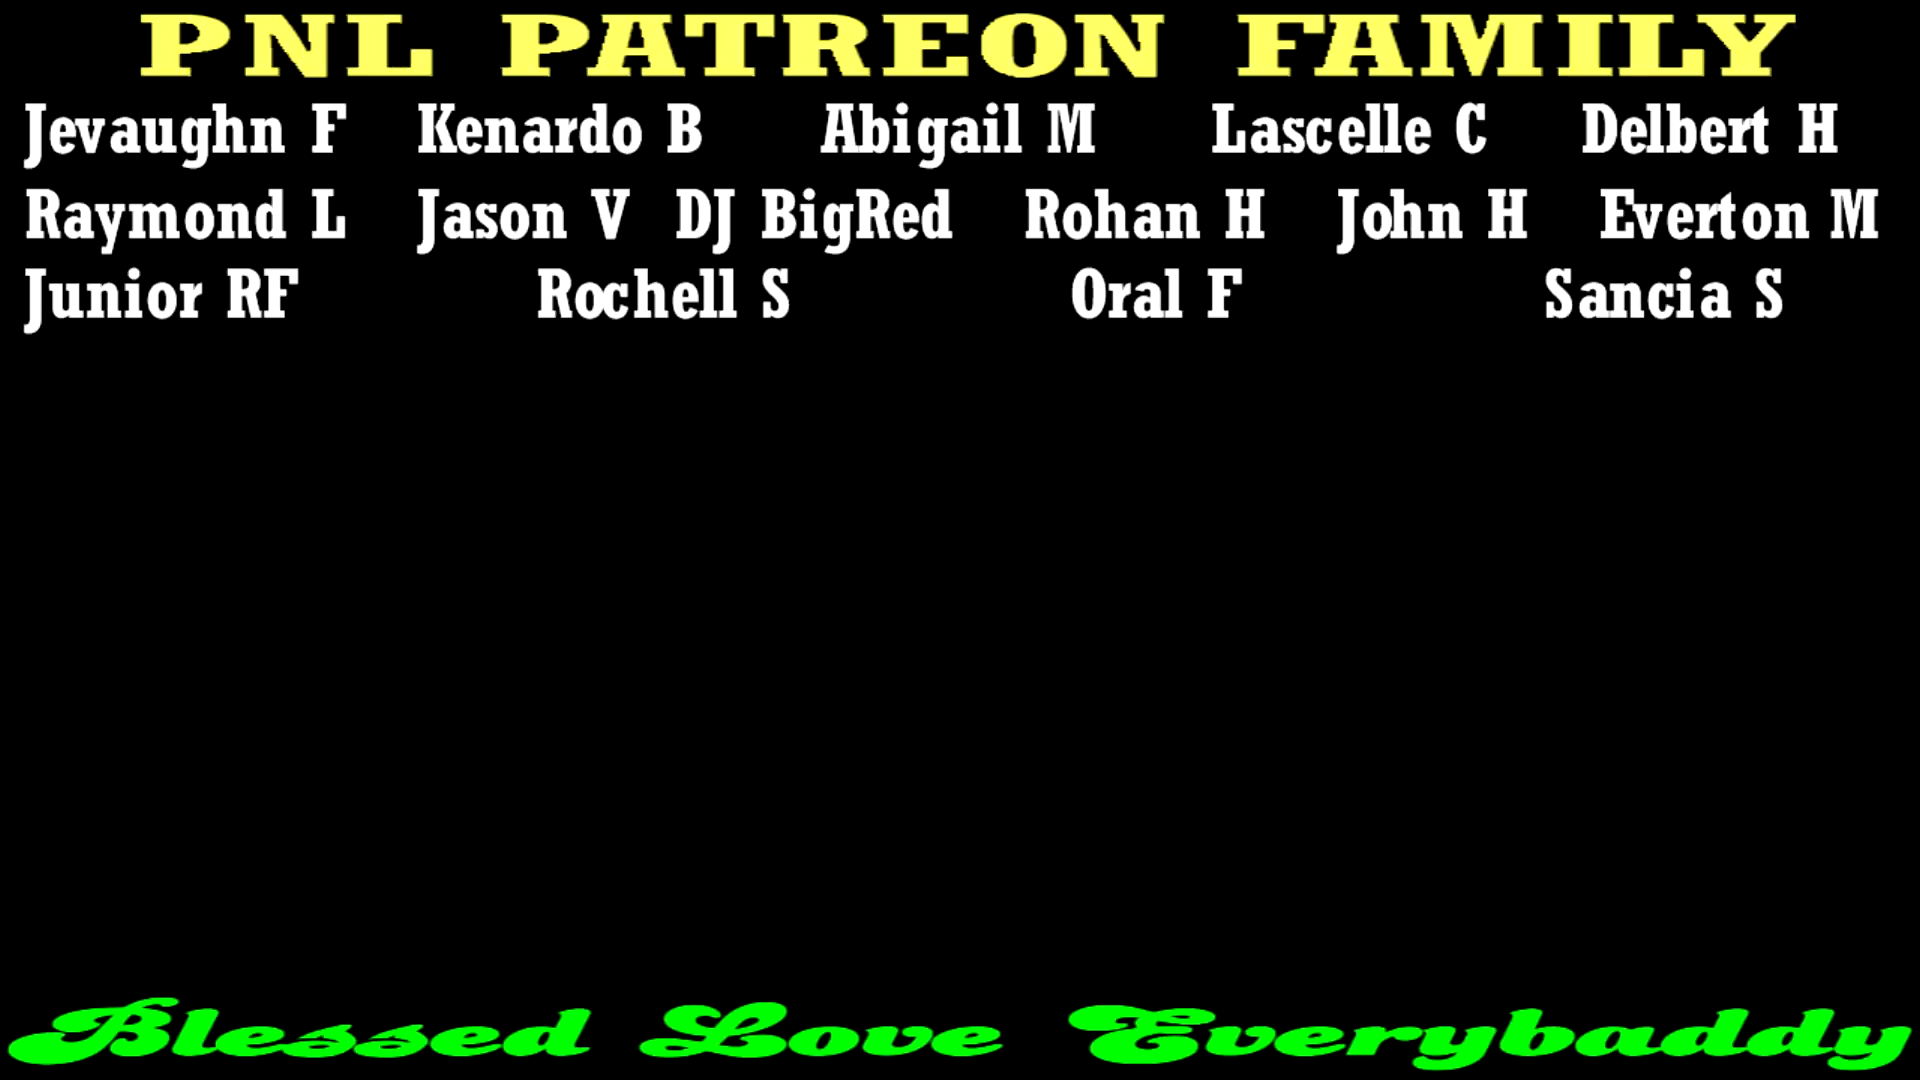 PNL PATREON FAMILY
Jevaughn F Kenardo B Abigail M Lascelle C Delbert H
Raymond L Jason V DJ BigRed Rohan H John H Everton M
Junior RF Rochell S Oral F Sancia S
Blessed Love Everybaddy